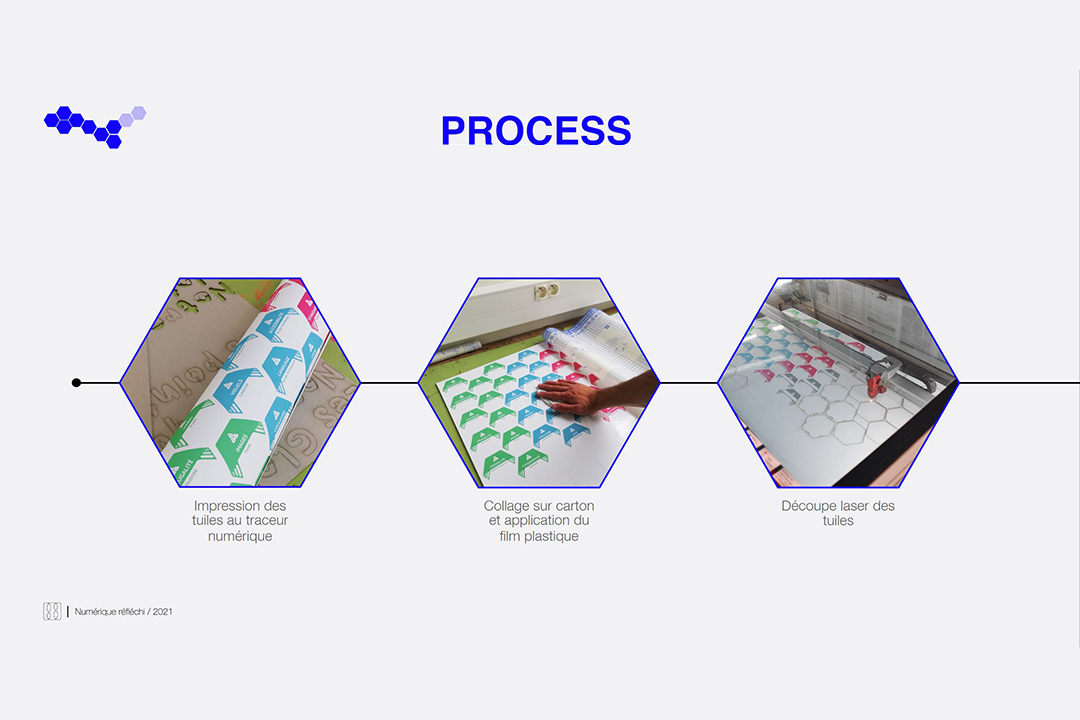 PROCESS
Impression des
tuiles au traceur
numérique
Collage sur carton
et application du
film plastique
Découpe laser des
tuiles
Numérique réfléchi / 2021
IMAGES